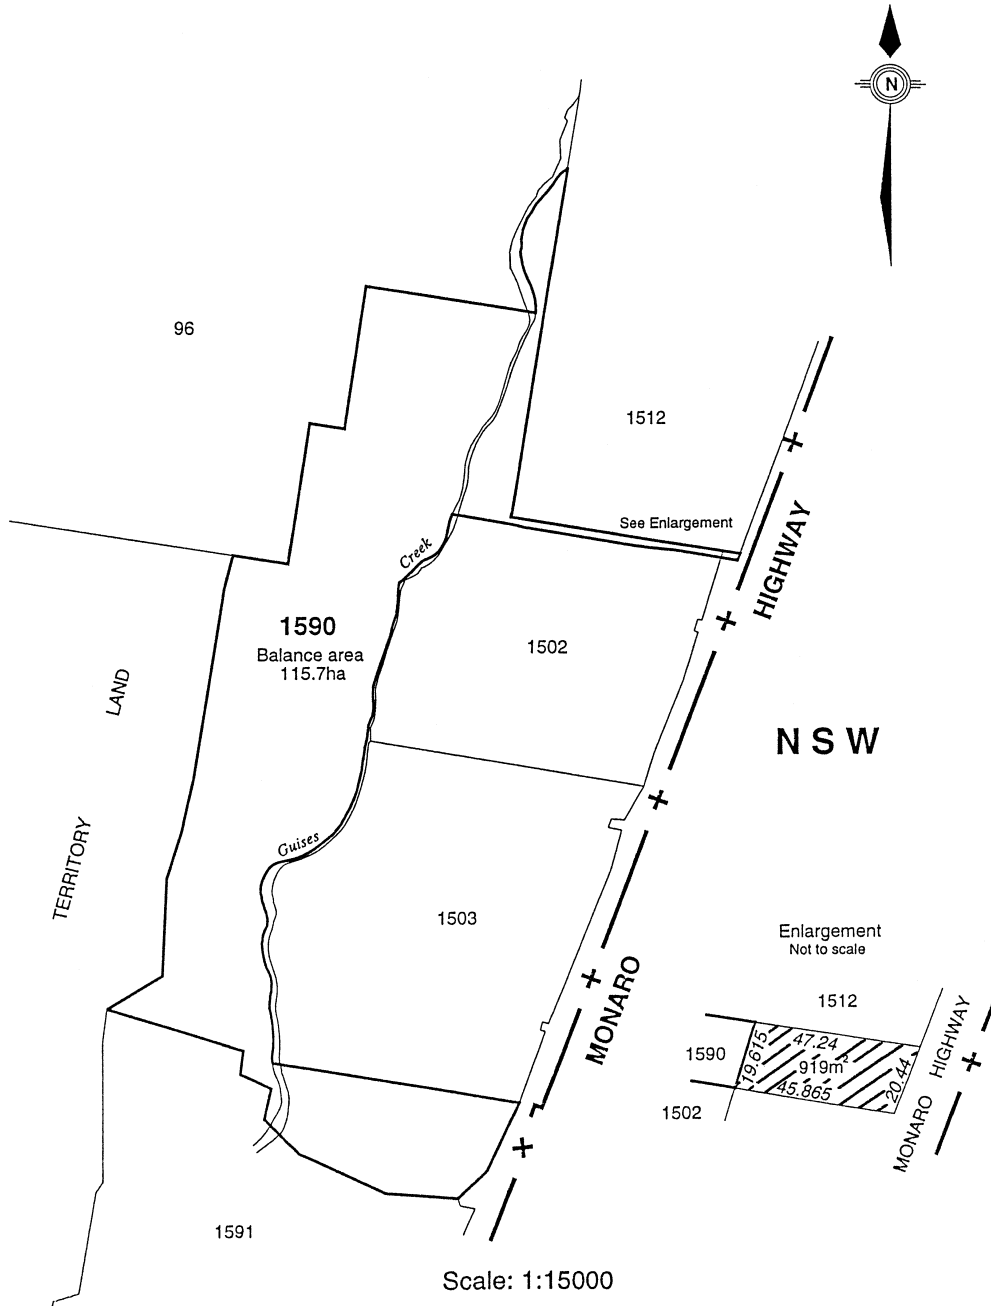 N
96
1512
See Enlargement
HIGHWAY
Creek
1590
Balance area
115.7ha
1502
LAND
NSW
TERRITORY
Guises
1503
MONARO
Enlargement
Not to scale
1512
1590
19.615
47.24
919m²
45.865
20.44
1502
MONARO HIGHWAY
1591
Scale: 1:15000